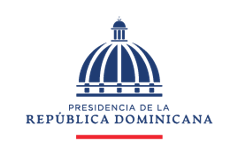 PRESIDENCIA DE LA
REPÚBLICA DOMINICANA